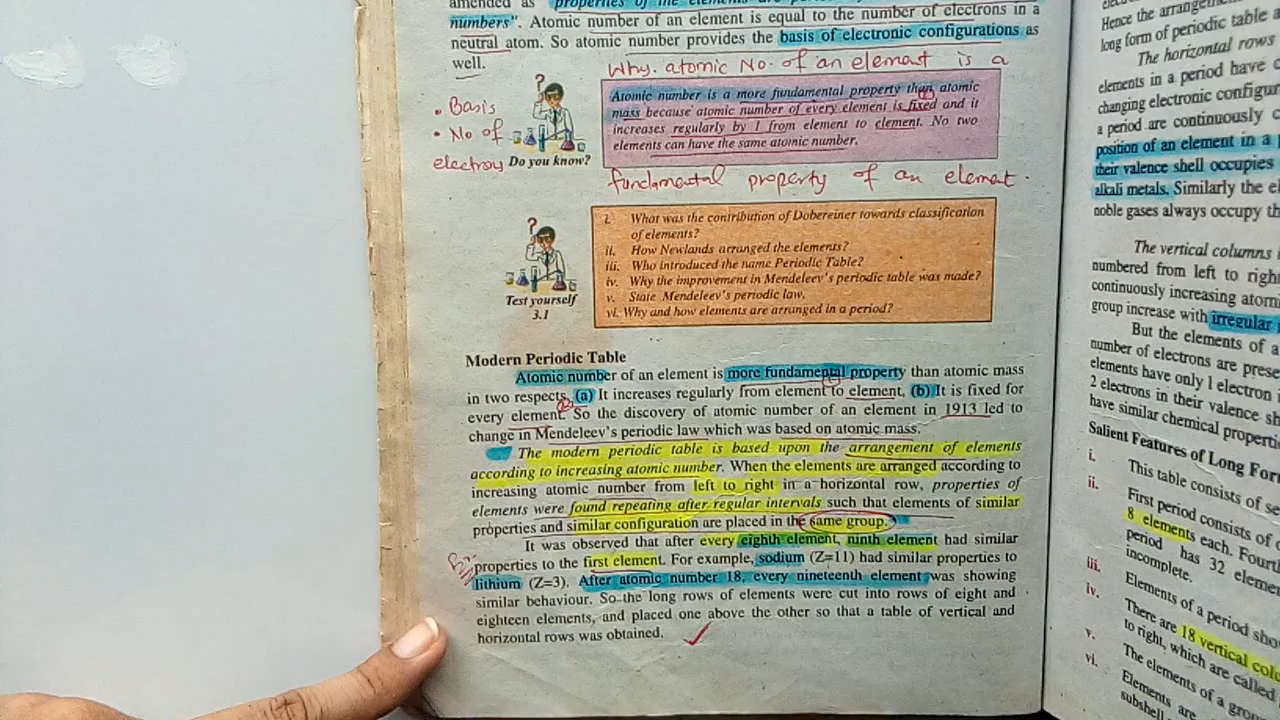 amended as "properties of the elements are
numbers". Atomic number of an element is equal to the number of electrons in a
neutral atom. So atomic number provides the basis of electronic configurations as
well.
Why. atomic No. of an element is a
• Basis
• No of
electrons
Do you know?
Atomic number is a more fundamental property than atomic
mass because atomic number of every element is fixed and it
increases regularly by 1 from element to element. No two
elements can have the same atomic number.
fundamental property of an elemat.
Test yourself
3.1
i. What was the contribution of Dobereiner towards classification
of elements?
ii. How Newlands arranged the elements?
iii. Who introduced the name Periodic Table?
iv. Why the improvement in Mendeleev's periodic table was made?
v. State Mendeleev's periodic law.
vi. Why and how elements are arranged in a period?
Modern Periodic Table
Atomic number of an element is more fundamental property than atomic mass
in two respects, (a) It increases regularly from element to element, (b) It is fixed for
every element. So the discovery of atomic number of an element in 1913 led to
change in Mendeleev's periodic law which was based on atomic mass.
The modern periodic table is based upon the arrangement of elements
according to increasing atomic number. When the elements are arranged according to
increasing atomic number from left to right in a horizontal row, properties of
elements were found repeating after regular intervals such that elements of similar
properties and similar configuration are placed in the same group.
It was observed that after every eighth element, ninth element had similar
properties to the first element. For example, sodium (Z=11) had similar properties to
lithium (Z=3). After atomic number 18, every nineteenth element was showing
similar behaviour. So the long rows of elements were cut into rows of eight and
eighteen elements, and placed one above the other so that a table of vertical and
horizontal rows was obtained.
Hence the
long form of periodic table
The horizontal rows
elements in a period have
changing electronic
a period are continuously
position of an element in a
their valence shell occupies
alkali metals. Similarly the
noble gases always occupy
The vertical columns
numbered from left to
continuously increasing
group increase with irregular
But the elements of a
number of electrons are
elements have only 1 electron
2 electrons in their valence
have similar chemical
Salient Features of Long
i. This table consists of
ii. First period consists of
8 elements each.
period has 32
incomplete.
iii. Elements of a period
iv. There are 18 vertical
to right, which are called
v. The elements of a
vi. Elements are